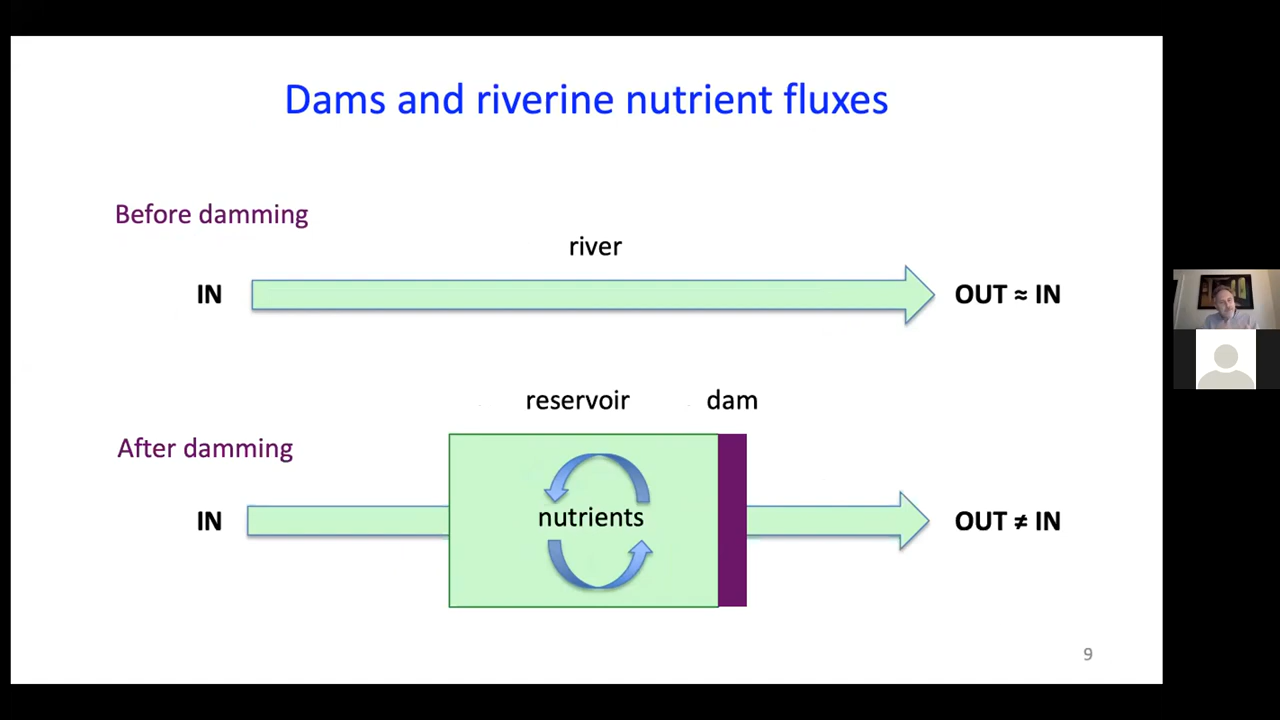 Dams and riverine nutrient fluxes
Before damming
river
IN
OUT ≈ IN
reservoir
dam
After damming
nutrients
IN
OUT ≠ IN
9